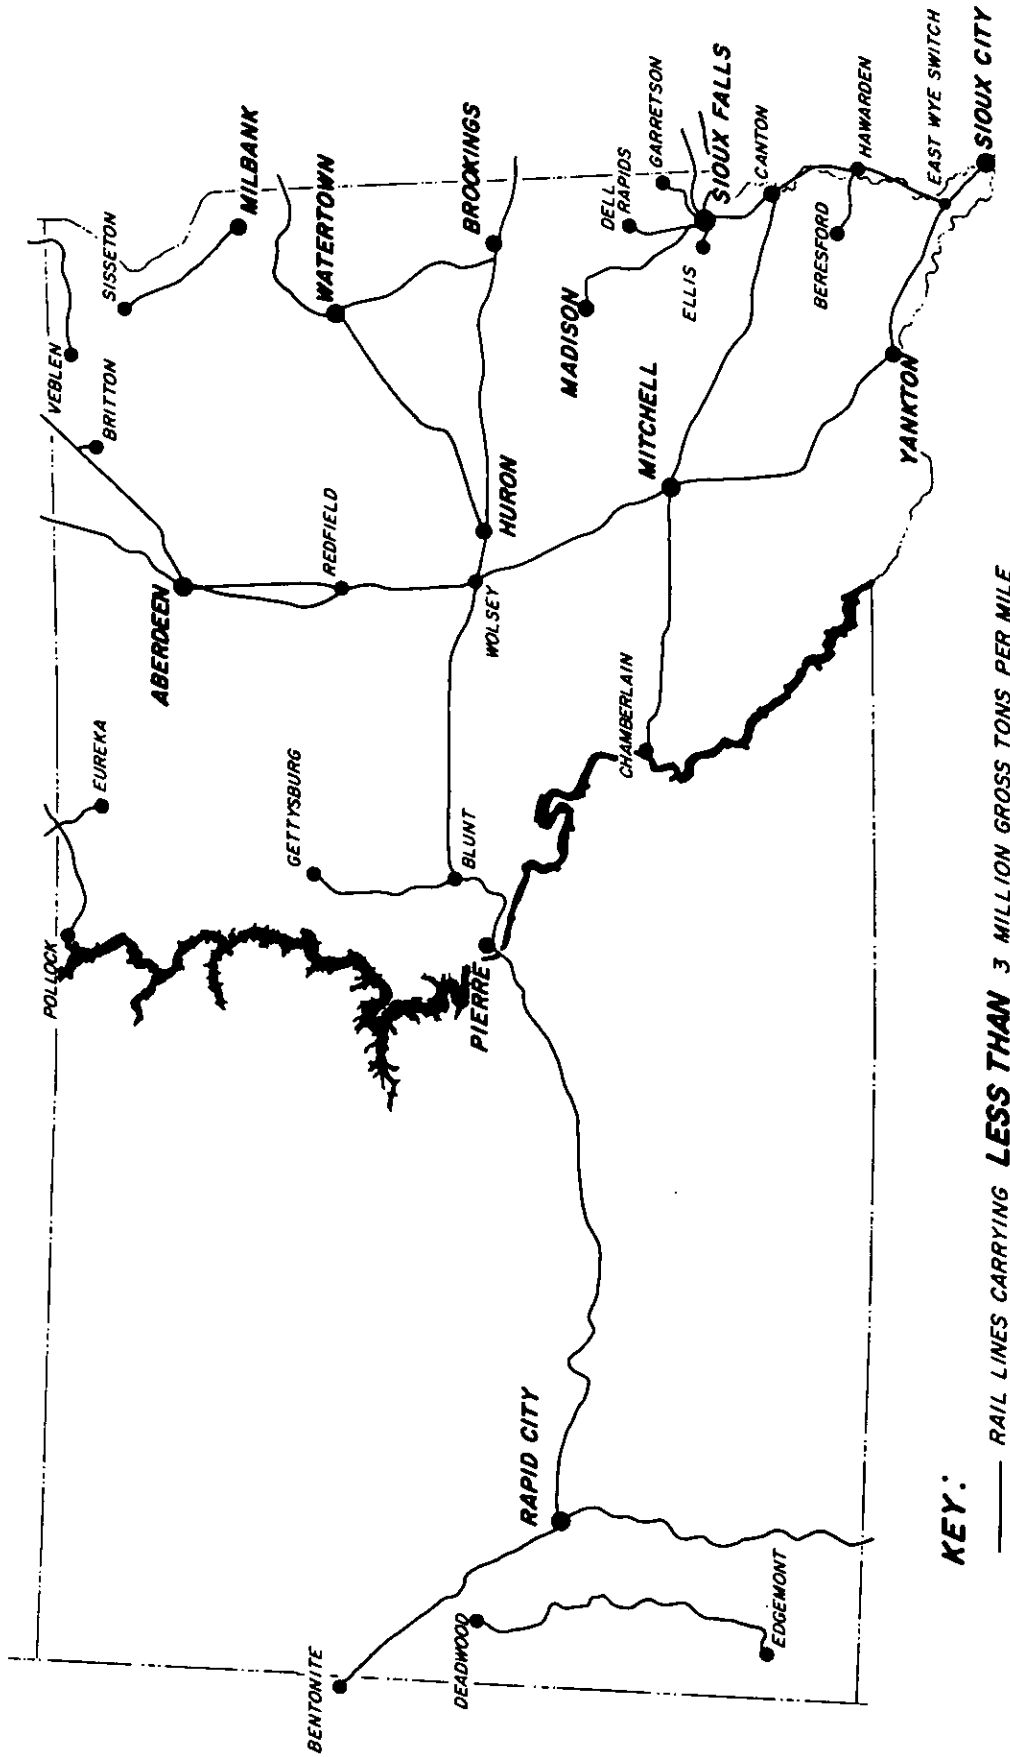 POLLOCK
EUREKA
VEBLEN
BRITTON
SISSETON
MILBANK
ABERDEEN
GETTYSBURG
REDFIELD
WATERTOWN
BENTONITE
DEADWOOD
PIERRE
BLUNT
WOLSEY
HURON
BROOKINGS
RAPID CITY
CHAMBERLAIN
MITCHELL
MADISON
DELL
RAPIDS
GARRETSON
ELLIS
SIOUX FALLS
CANTON
EDGEMONT
BERESFORD
HAWARDEN
YANKTON
EAST WYE SWITCH
SIOUX CITY
KEY:
RAIL LINES CARRYING LESS THAN 3 MILLION GROSS TONS PER MILE